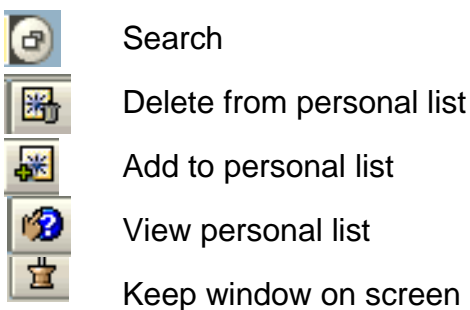 Search
Delete from personal list
Add to personal list
View personal list
Keep window on screen